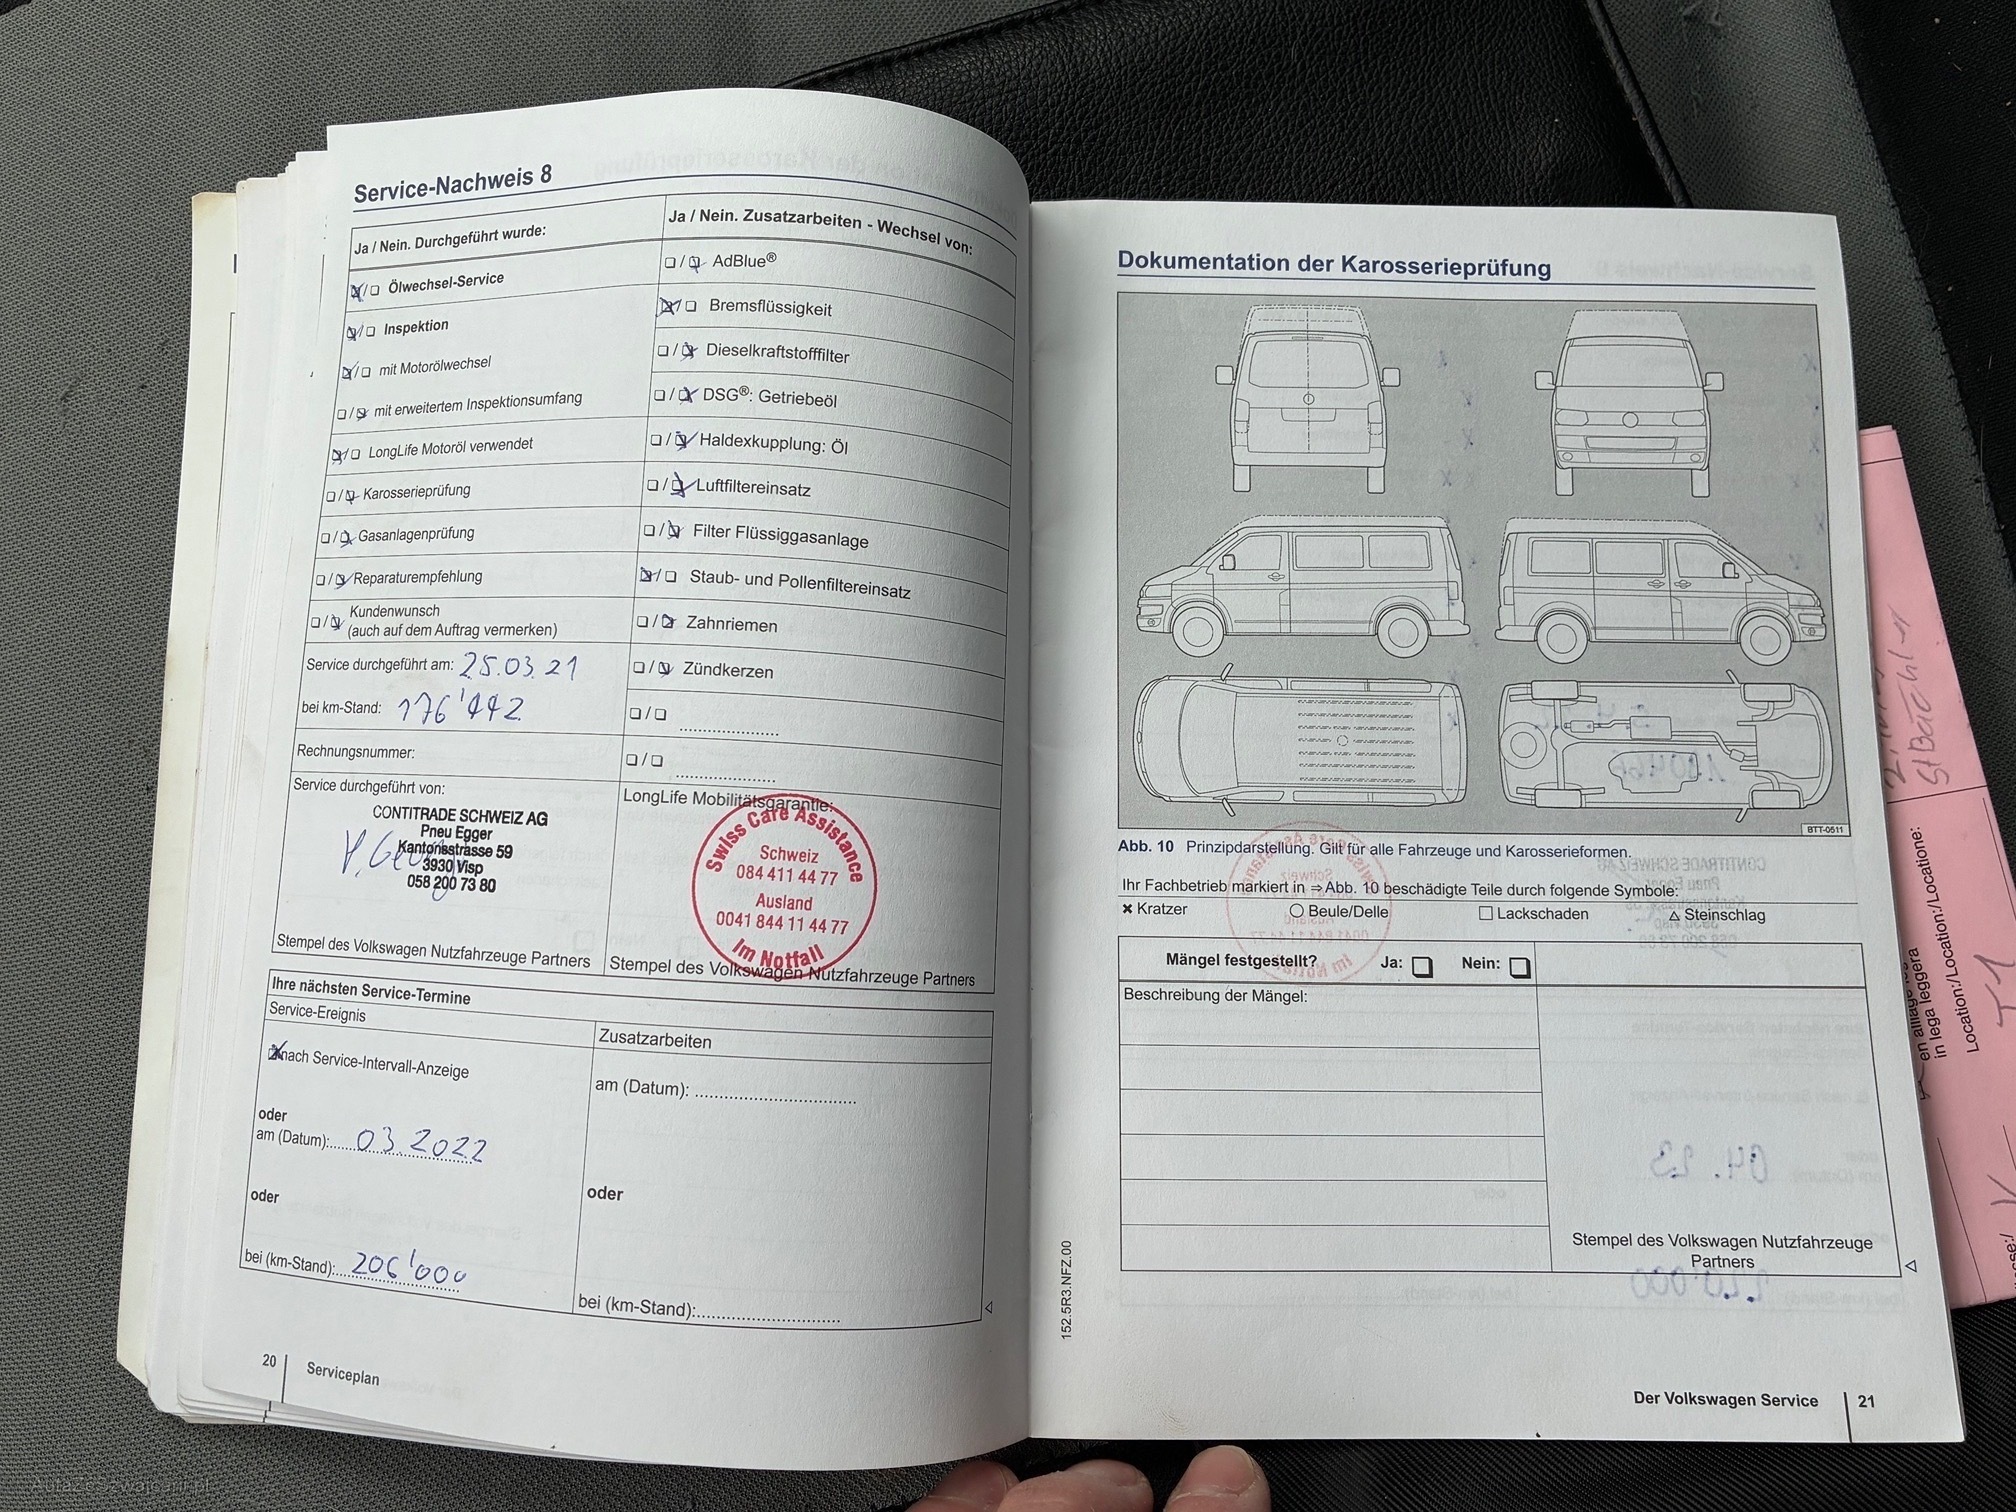 Service-Nachweis 8
Ja / Nein. Durchgeführt wurde:
Ölwechsel-Service
Inspektion
mit Motorölwechsel
mit erweitertem Inspektionsumfang
LongLife Motoröl verwendet
Karosserieprüfung
Gasanlagenprüfung
Reparaturempfehlung
Kundenwunsch
(auch auf dem Auftrag vermerken)
Service durchgeführt am: 25.03.21
bei km-Stand: 176'442
Rechnungsnummer:
Service durchgeführt von:
CONTITRADE SCHWEIZ AG
Pneu Egger
Kantonsstrasse 59
3930 Visp
058 200 73 80
Stempel des Volkswagen Nutzfahrzeuge Partners
Ja / Nein. Zusatzarbeiten - Wechsel von:
AdBlue®
Bremsflüssigkeit
Dieselkraftstofffilter
DSG®: Getriebeöl
Haldexkupplung: Öl
Luftfiltereinsatz
Filter Flüssiggasanlage
Staub- und Pollenfiltereinsatz
Zahnriemen
Zündkerzen
LongLife Mobilitätsgarantie:
Swiss Care Assistance
Schweiz
084 411 44 77
Ausland
0041 844 11 44 77
Im Notfall
Stempel des Volkswagen Nutzfahrzeuge Partners
Ihre nächsten Service-Termine
Service-Ereignis
nach Service-Intervall-Anzeige
oder
am (Datum): 03.2022
oder
bei (km-Stand): 206'000
Zusatzarbeiten
am (Datum):
oder
bei (km-Stand):
20 Serviceplan
Dokumentation der Karosserieprüfung
BTT-0511
Abb. 10 Prinzipdarstellung. Gilt für alle Fahrzeuge und Karosserieformen.
Ihr Fachbetrieb markiert in ⇒ Abb. 10 beschädigte Teile durch folgende Symbole:
× Kratzer ○ Beule/Delle □ Lackschaden △ Steinschlag
Mängel festgestellt? Ja: Nein:
Beschreibung der Mängel:
Stempel des Volkswagen Nutzfahrzeuge
Partners
152.5R3.NFZ.00
Der Volkswagen Service 21
in lega leggera
Location:/Location:/Locatione: